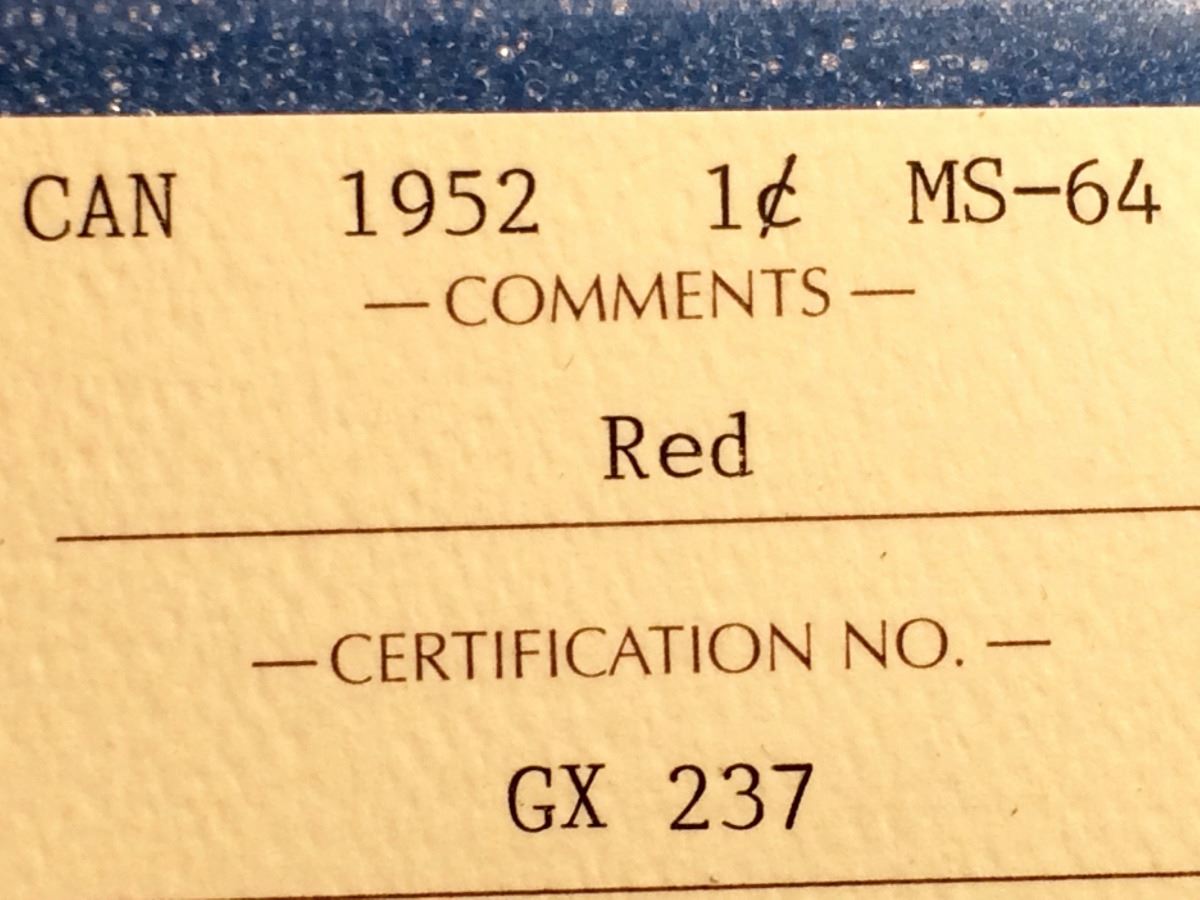 CAN 1952 1¢ MS-64
— COMMENTS —
Red
— CERTIFICATION NO. —
GX 237